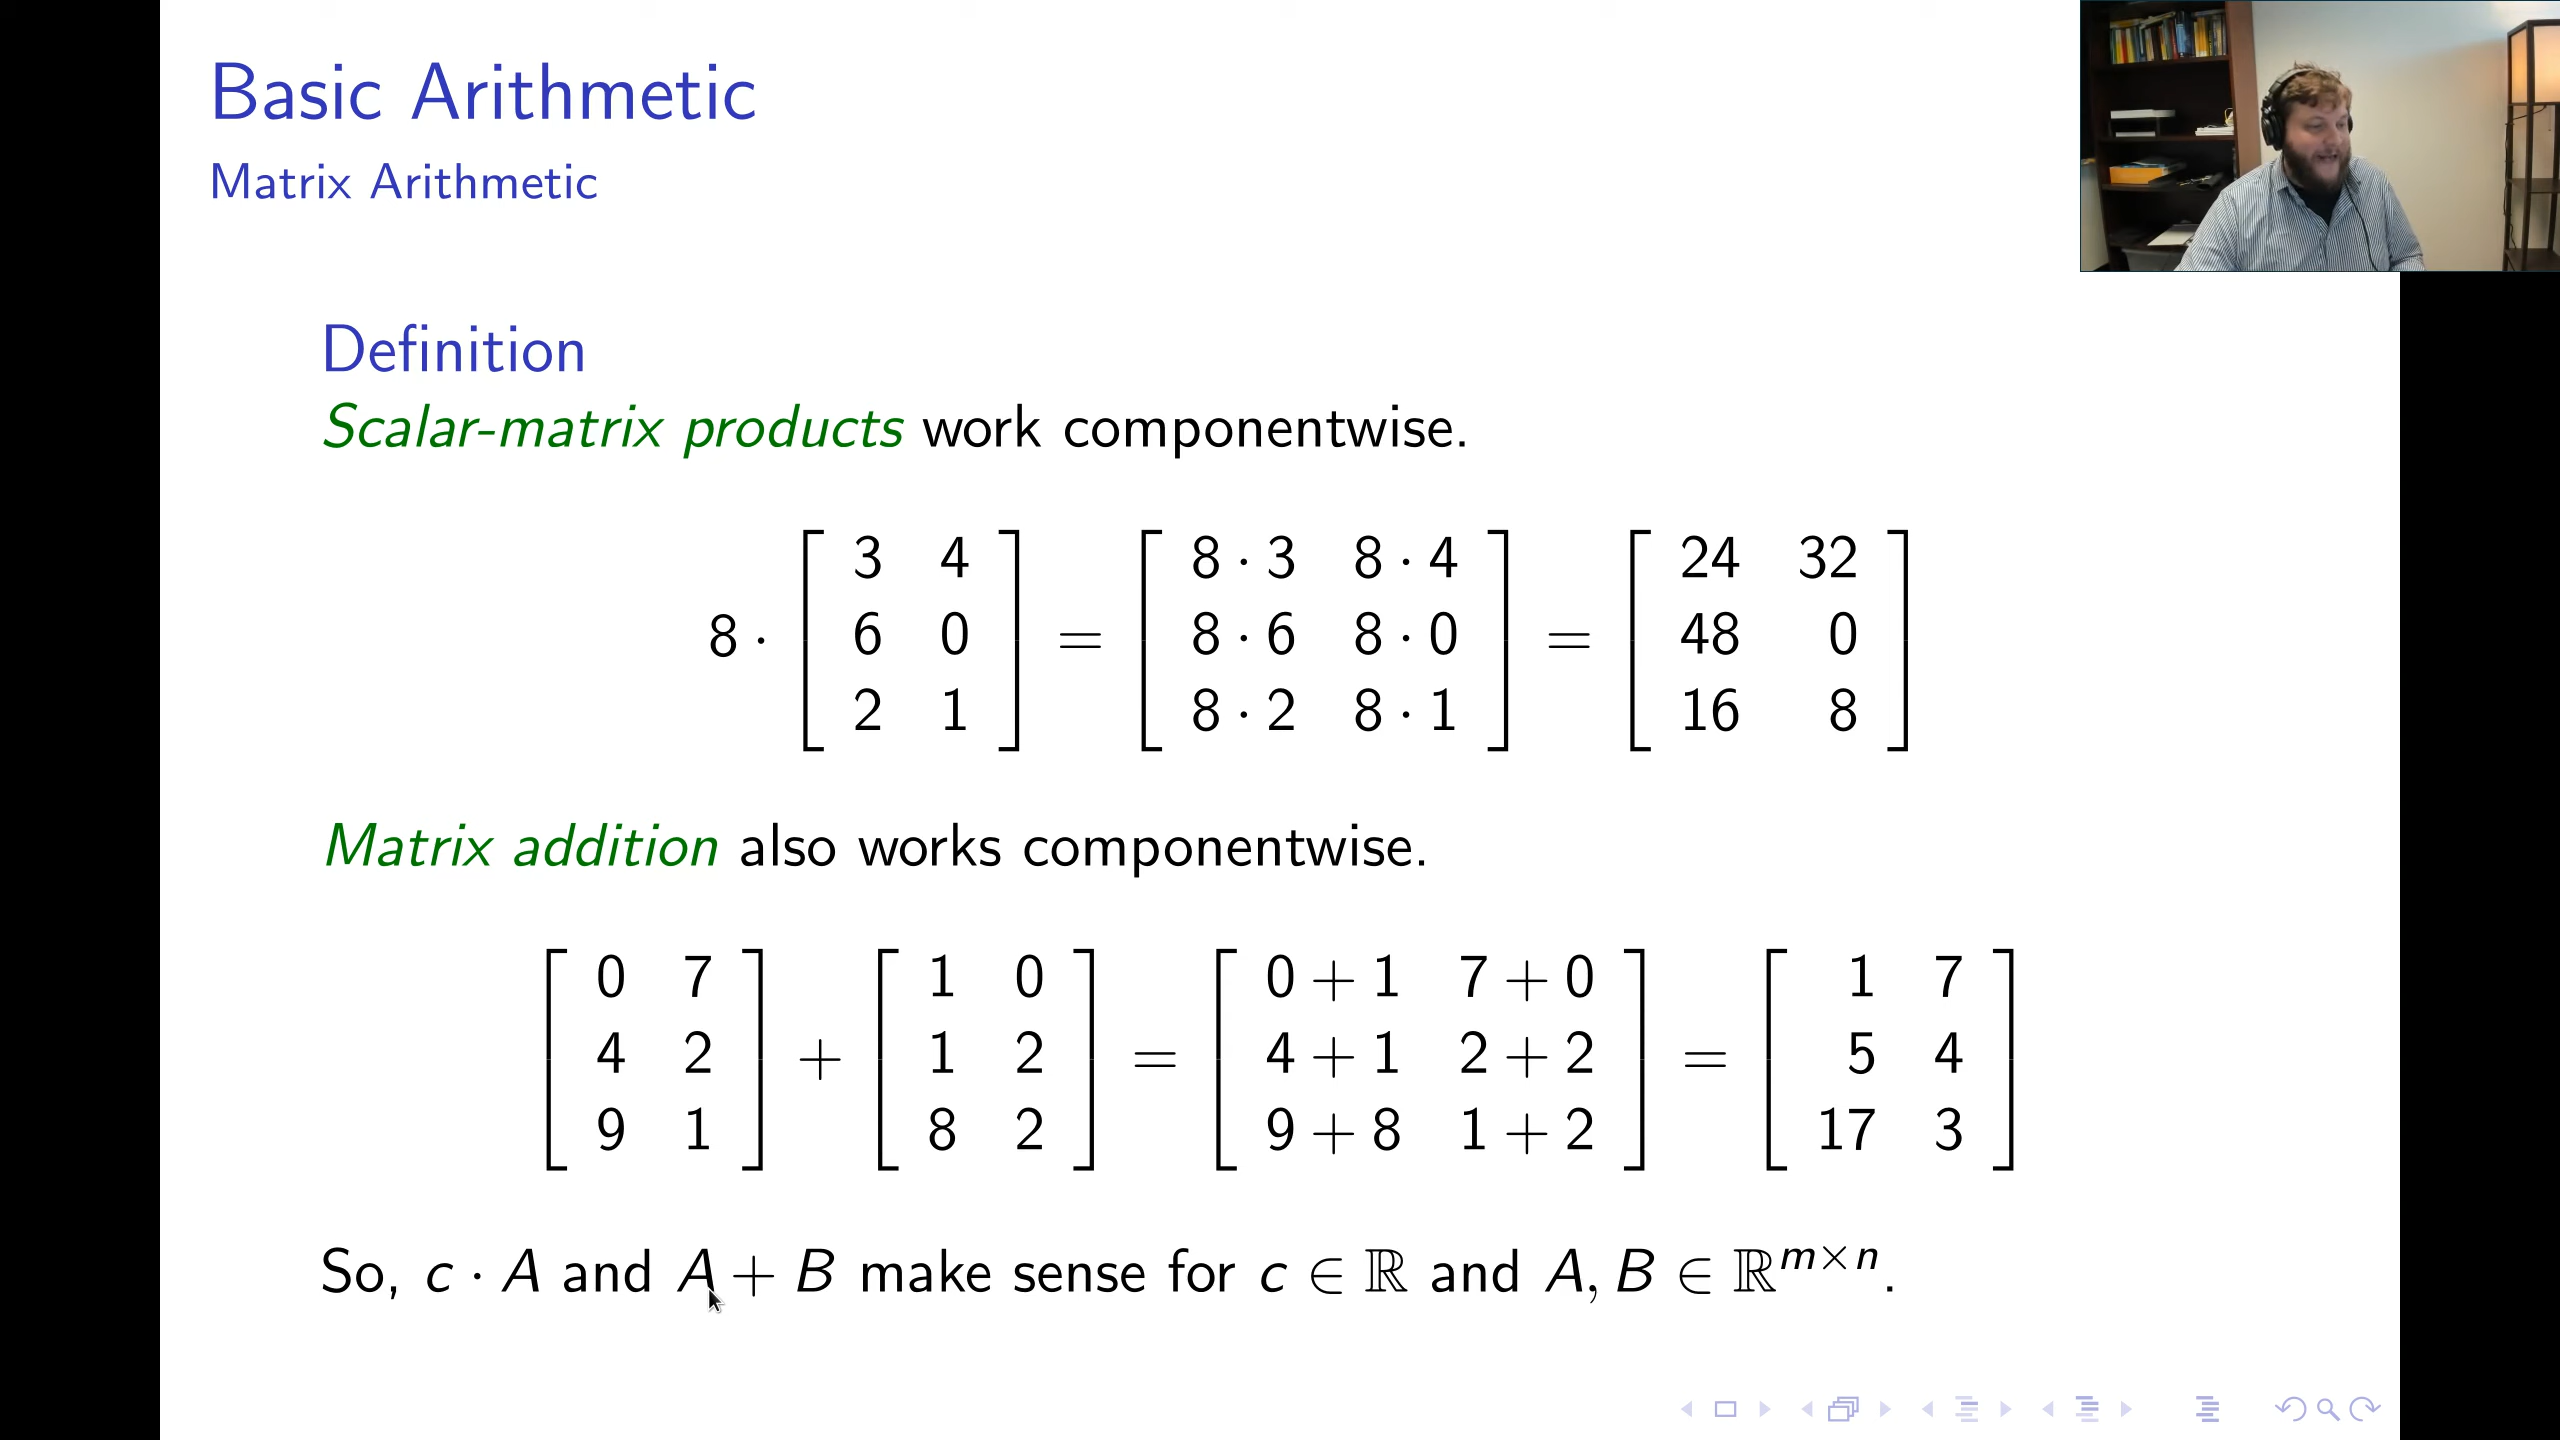 Basic Arithmetic
Matrix Arithmetic
Definition
Scalar-matrix products work componentwise.
8 · [ 3 4 ; 6 0 ; 2 1 ] = [ 8 · 3 8 · 4 ; 8 · 6 8 · 0 ; 8 · 2 8 · 1 ] = [ 24 32 ; 48 0 ; 16 8 ]
Matrix addition also works componentwise.
[ 0 7 ; 4 2 ; 9 1 ] + [ 1 0 ; 1 2 ; 8 2 ] = [ 0 + 1 7 + 0 ; 4 + 1 2 + 2 ; 9 + 8 1 + 2 ] = [ 1 7 ; 5 4 ; 17 3 ]
So, c · A and A + B make sense for c ∈ ℝ and A, B ∈ ℝ^{m×n}.